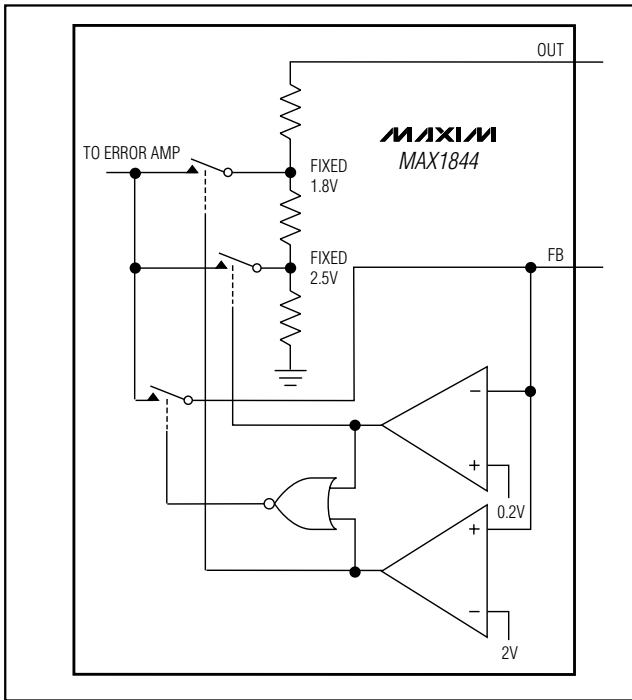 OUT
MAXIM
MAX1844
TO ERROR AMP
FIXED
1.8V
FIXED
2.5V
FB
−
+
0.2V
+
−
2V